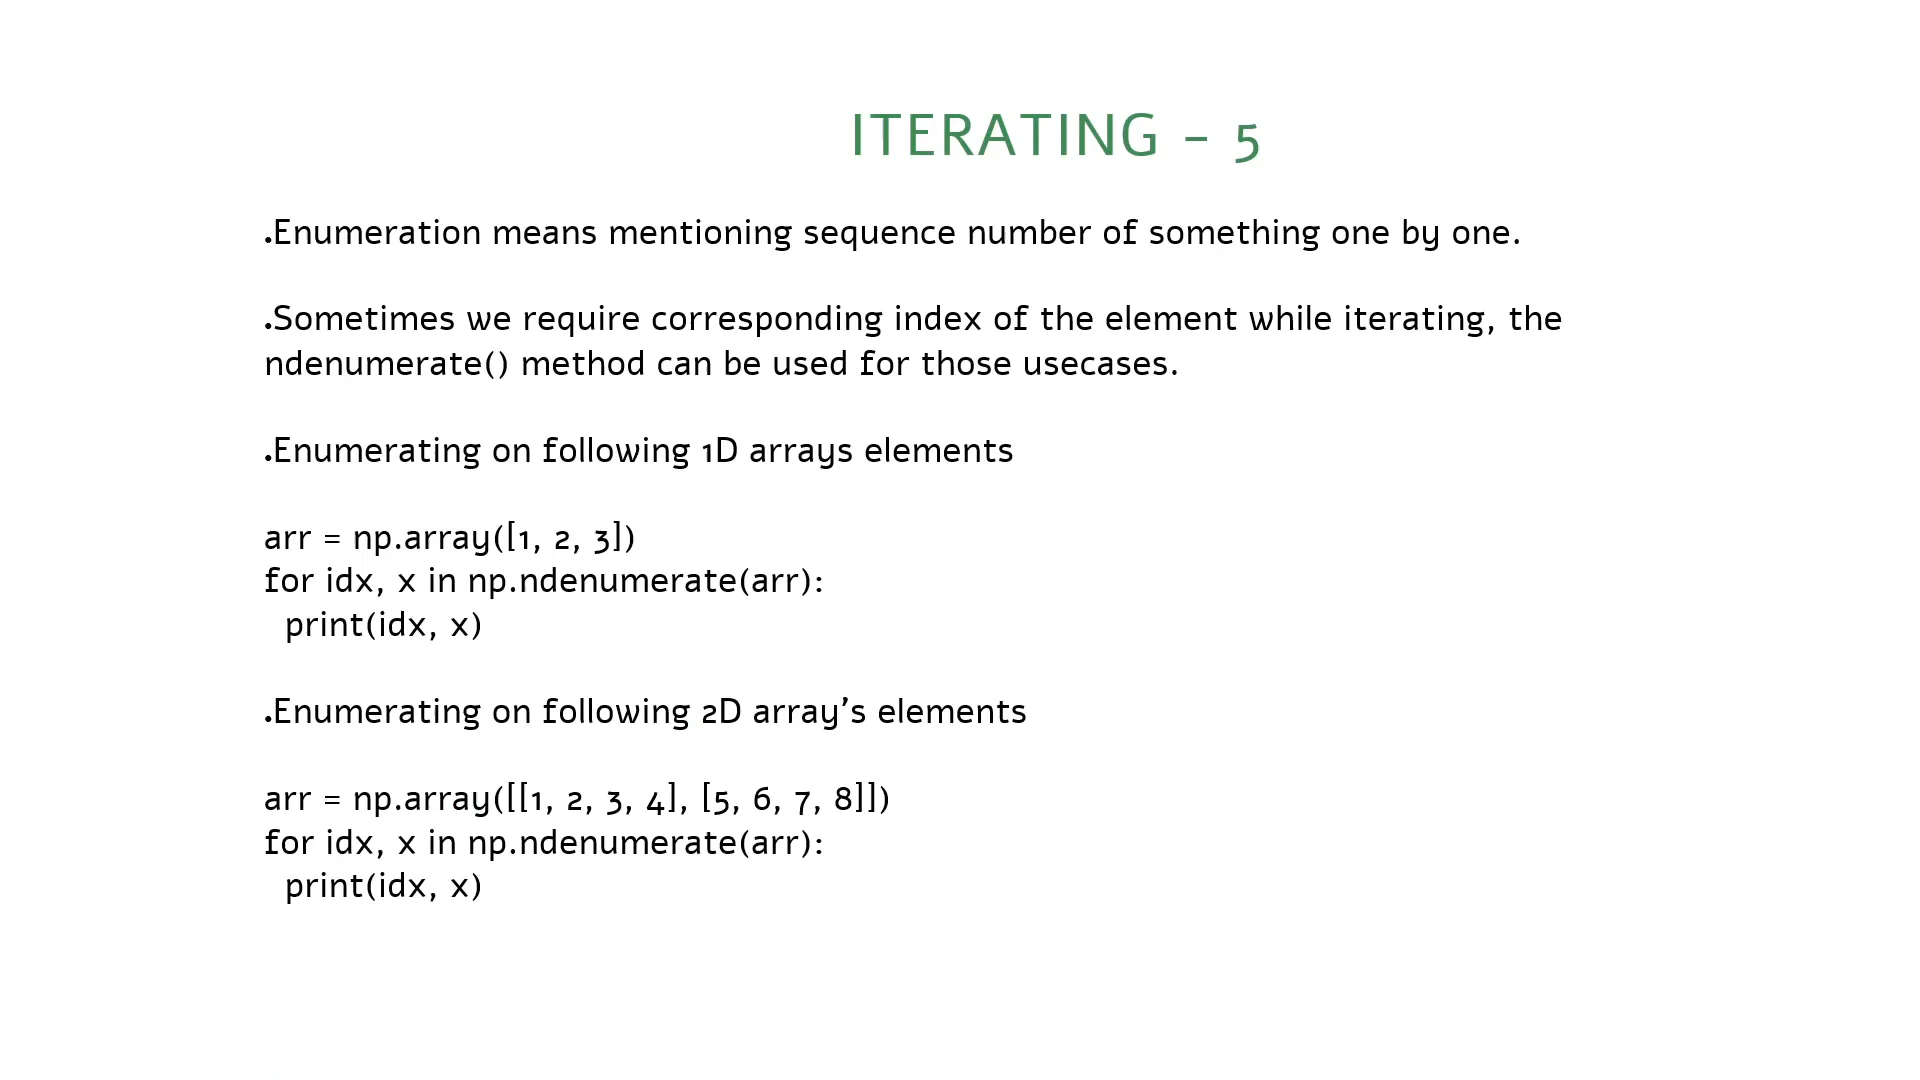 ITERATING – 5
.Enumeration means mentioning sequence number of something one by one.
.Sometimes we require corresponding index of the element while iterating, the
ndenumerate() method can be used for those usecases.
.Enumerating on following 1D arrays elements
arr = np.array([1, 2, 3])
for idx, x in np.ndenumerate(arr):
  print(idx, x)
.Enumerating on following 2D array’s elements
arr = np.array([[1, 2, 3, 4], [5, 6, 7, 8]])
for idx, x in np.ndenumerate(arr):
  print(idx, x)